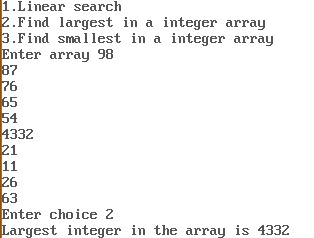 1.Linear search
2.Find largest in a integer array
3.Find smallest in a integer array
Enter array 98
87
76
65
54
4332
21
11
26
63
Enter choice 2
Largest integer in the array is 4332